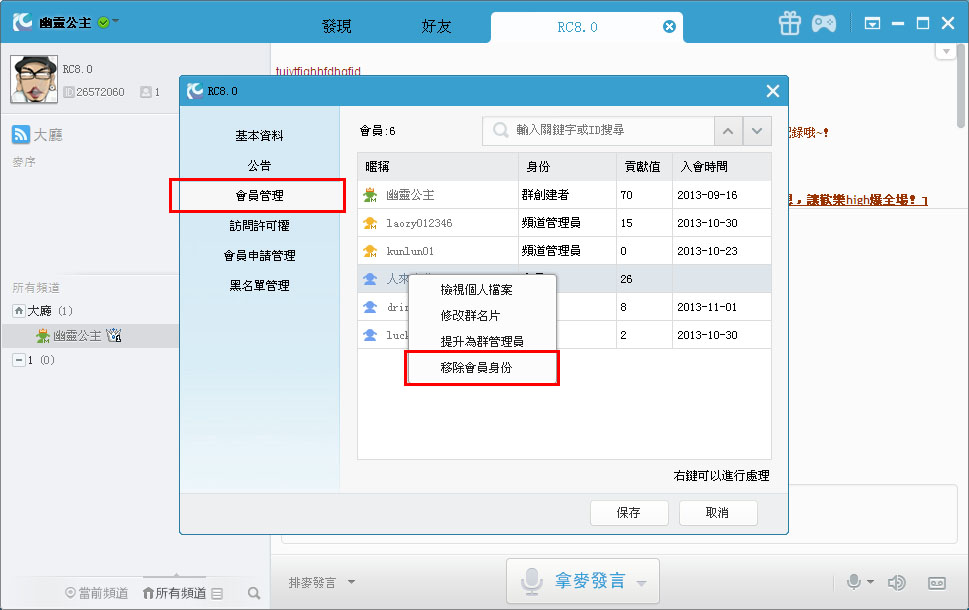 幽靈公主
發現
好友
RC8.0
RC8.0
ID 26572060
1
大廳
麥序
所有頻道
大廳 (1)
幽靈公主
1 (0)
當前頻道
所有頻道
RC8.0
基本資料
公告
會員管理
訪問許可權
會員申請管理
黑名單管理
會員:6
輸入關鍵字或ID搜尋
暱稱 身份 貢獻值 入會時間
幽靈公主 群創建者 70 2013-09-16
laozy012346 頻道管理員 15 2013-10-30
kunlun01 頻道管理員 0 2013-10-23
人來 26
8 2013-11-01
2 2013-10-30
檢視個人檔案
修改群名片
提升為群管理員
移除會員身份
右鍵可以進行處理
保存
取消
錄哦~!
,讓歡樂high爆全場!
排麥發言
拿麥發言